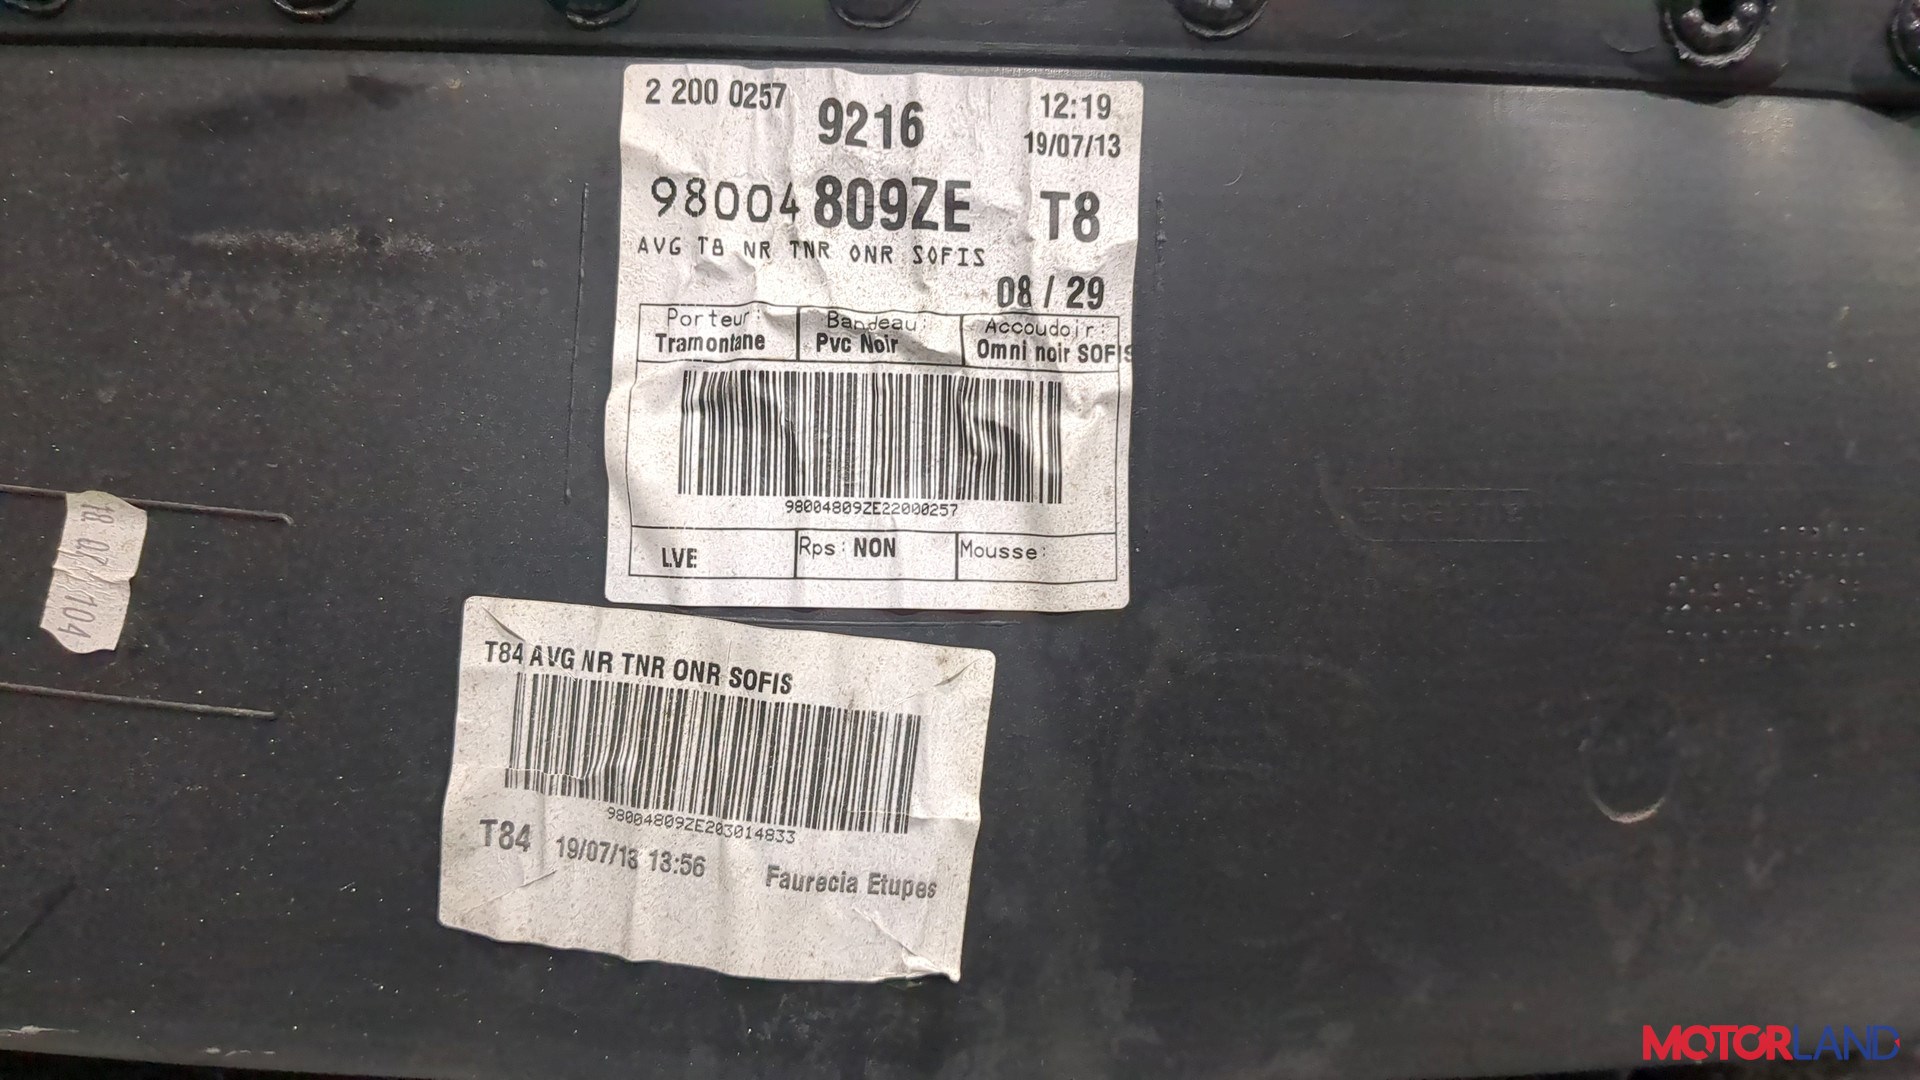 2 200 0257
9216
12:19
19/07/13
98004 809ZE T8
AVG T8 NR TNR ONR SOFIS
08 / 29
Porteur: Bandeau: Accoudoir:
Tramontane Pvc Noir Omni noir SOFIS
98004809ZE22000257
LVE Rps: NON Mousse:
T84 AVG NR TNR ONR SOFIS
98004809ZE203014833
T84 19/07/13 13:56 Faurecia Etupes
MOTORLAND